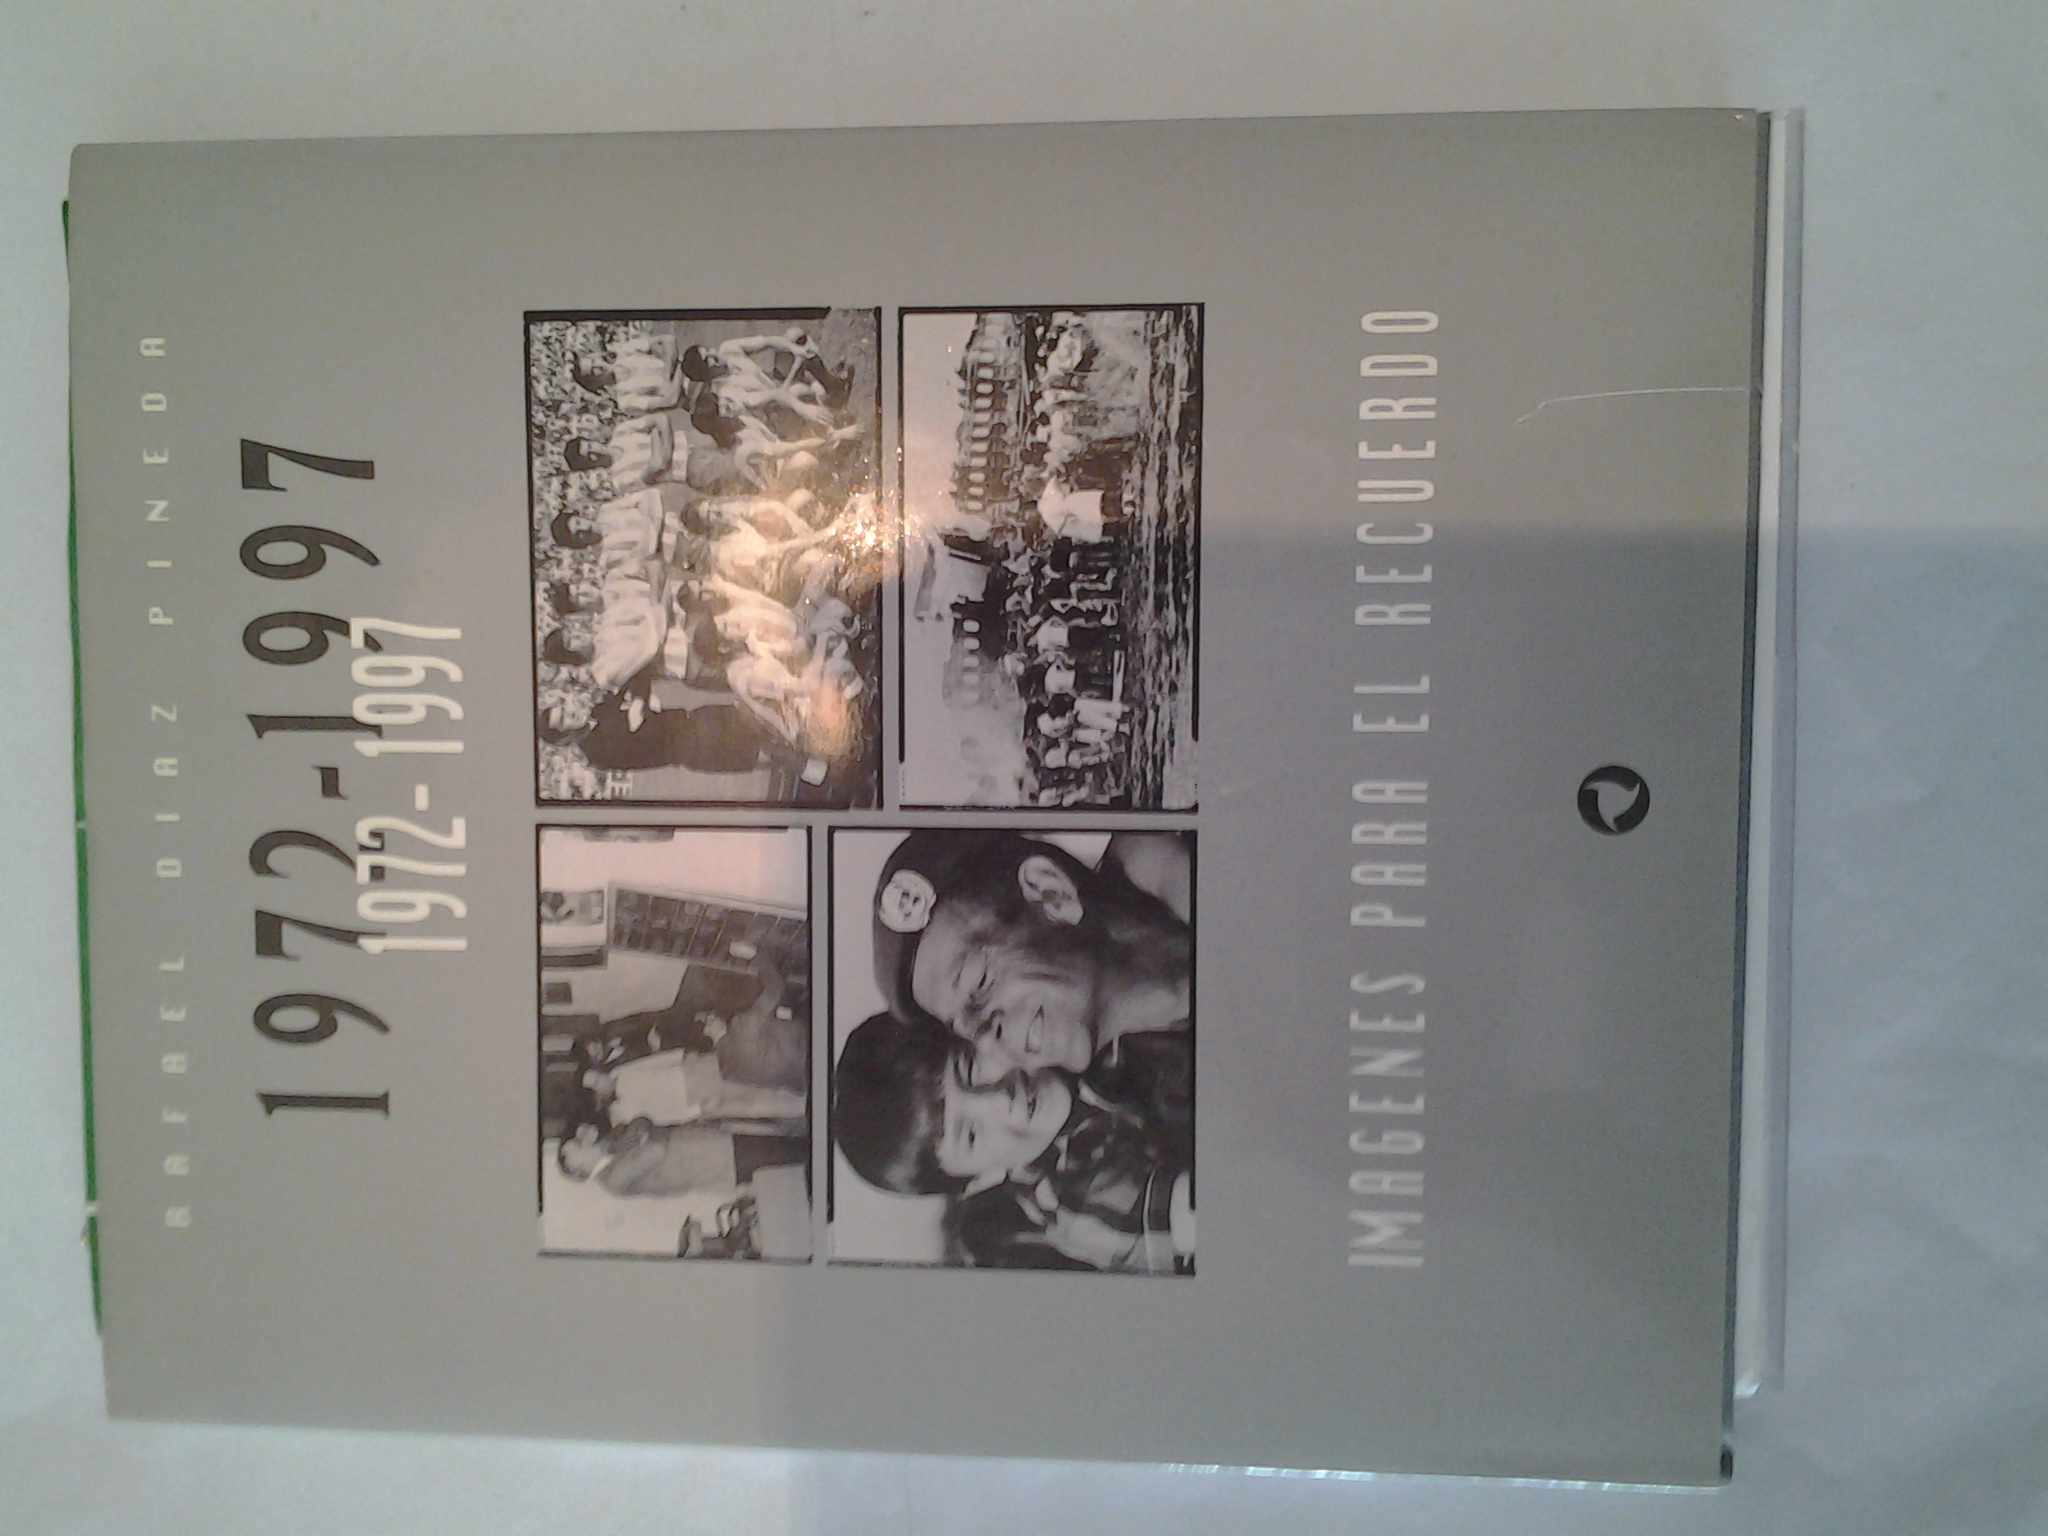 RAFAEL DIAZ PINEDA
1972-1997
1972-1997
IMAGENES PARA EL RECUERDO